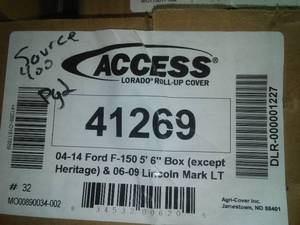 Source
400
Pgd
ACCESS
LORADO ROLL-UP COVER
41269
04-14 Ford F-150 5' 6" Box (except
Heritage) & 06-09 Lincoln Mark LT
# 32
MO00890034-002
Agri-Cover Inc.
Jamestown, ND 58401
DLR-000001227